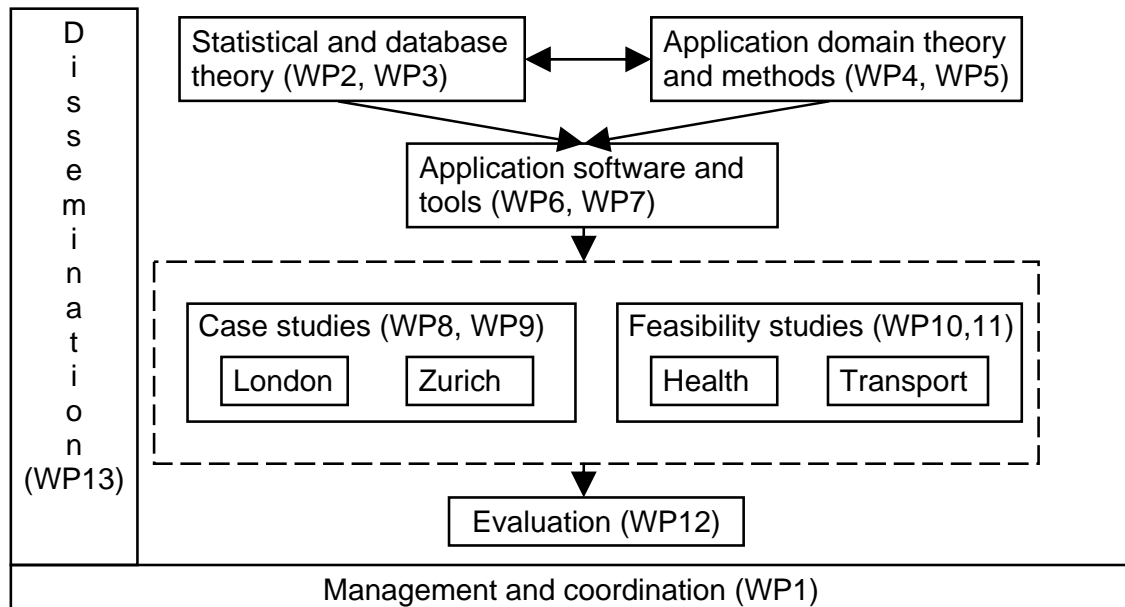 Dissemination
(WP13)
Statistical and database
theory (WP2, WP3)
Application domain theory
and methods (WP4, WP5)
Application software and
tools (WP6, WP7)
Case studies (WP8, WP9)
London
Zurich
Feasibility studies (WP10,11)
Health
Transport
Evaluation (WP12)
Management and coordination (WP1)